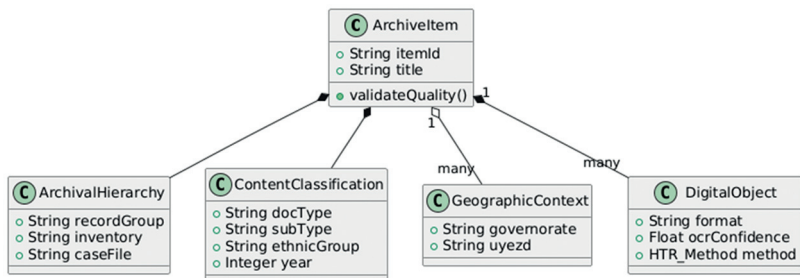 C ArchiveItem
String itemId
String title
validateQuality()
1
1
many
many
C ArchivalHierarchy
String recordGroup
String inventory
String caseFile
C ContentClassification
String docType
String subType
String ethnicGroup
Integer year
C GeographicContext
String governorate
String uyezd
C DigitalObject
String format
Float ocrConfidence
HTR_Method method